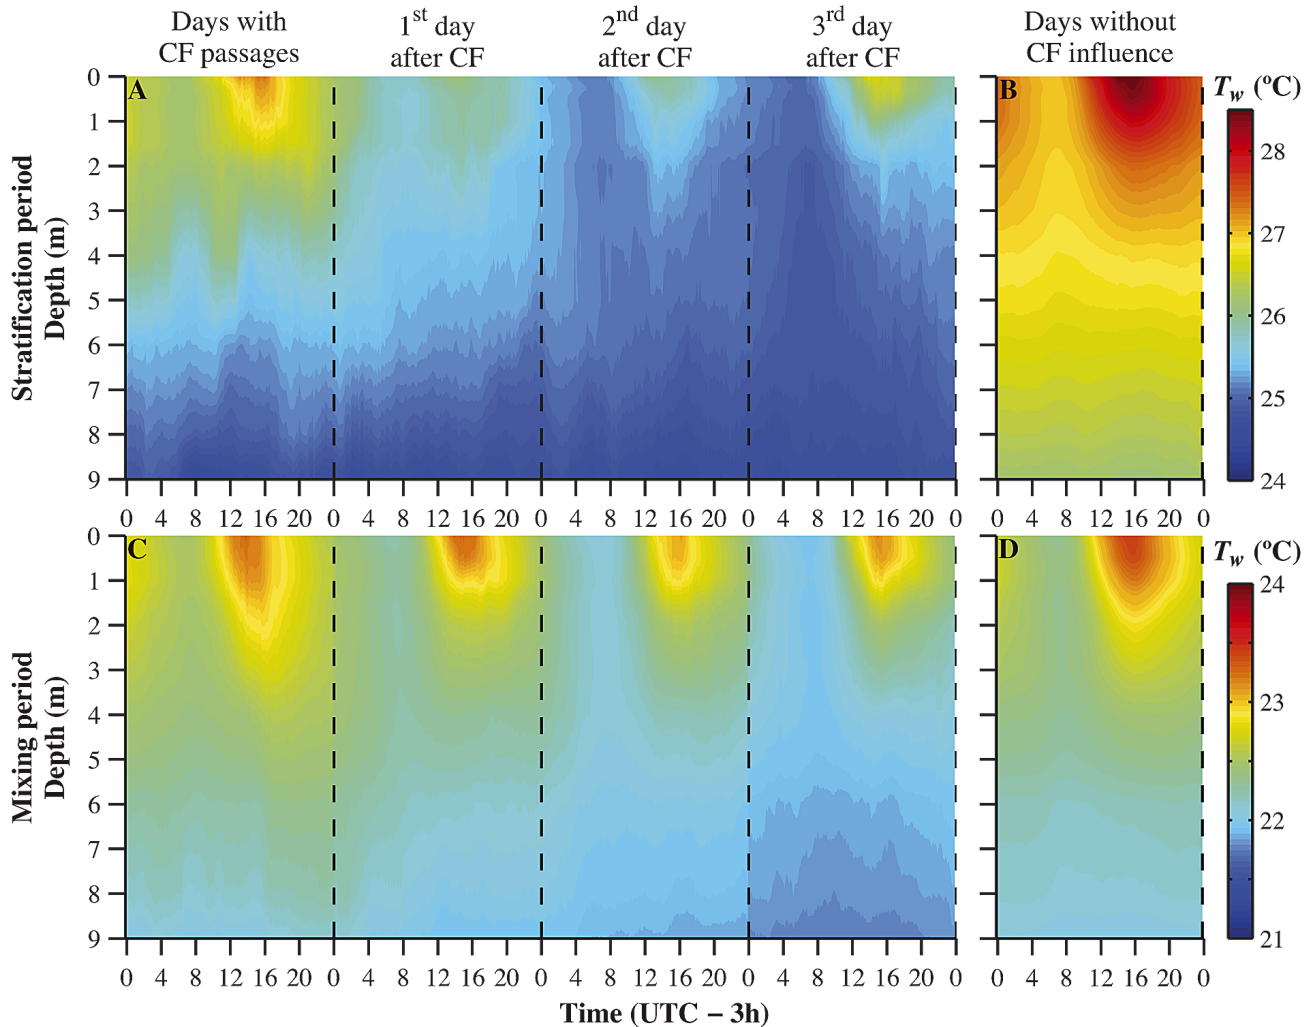 Days with
CF passages
1st day
after CF
2nd day
after CF
3rd day
after CF
Days without
CF influence
Stratification period
Depth (m)
0
1
2
3
4
5
6
7
8
9
A
0 4 8 12 16 20 0 4 8 12 16 20 0 4 8 12 16 20 0 4 8 12 16 20 0
B
0 4 8 12 16 20 0
Tw (ºC)
28
27
26
25
24
Mixing period
Depth (m)
0
1
2
3
4
5
6
7
8
9
C
0 4 8 12 16 20 0 4 8 12 16 20 0 4 8 12 16 20 0 4 8 12 16 20 0
D
0 4 8 12 16 20 0
Tw (ºC)
24
23
22
21
Time (UTC − 3h)